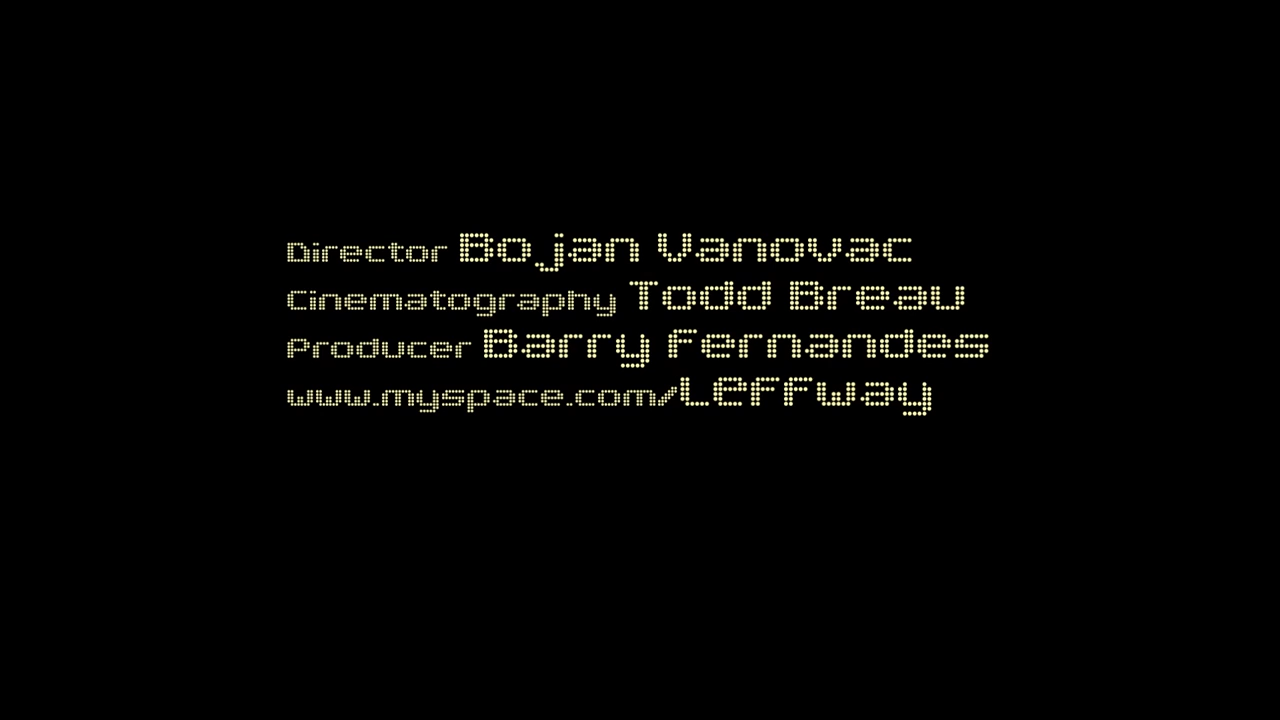 Director Bojan Vanovac
Cinematography Todd Breau
Producer Barry Fernandes
www.myspace.com/Leffway